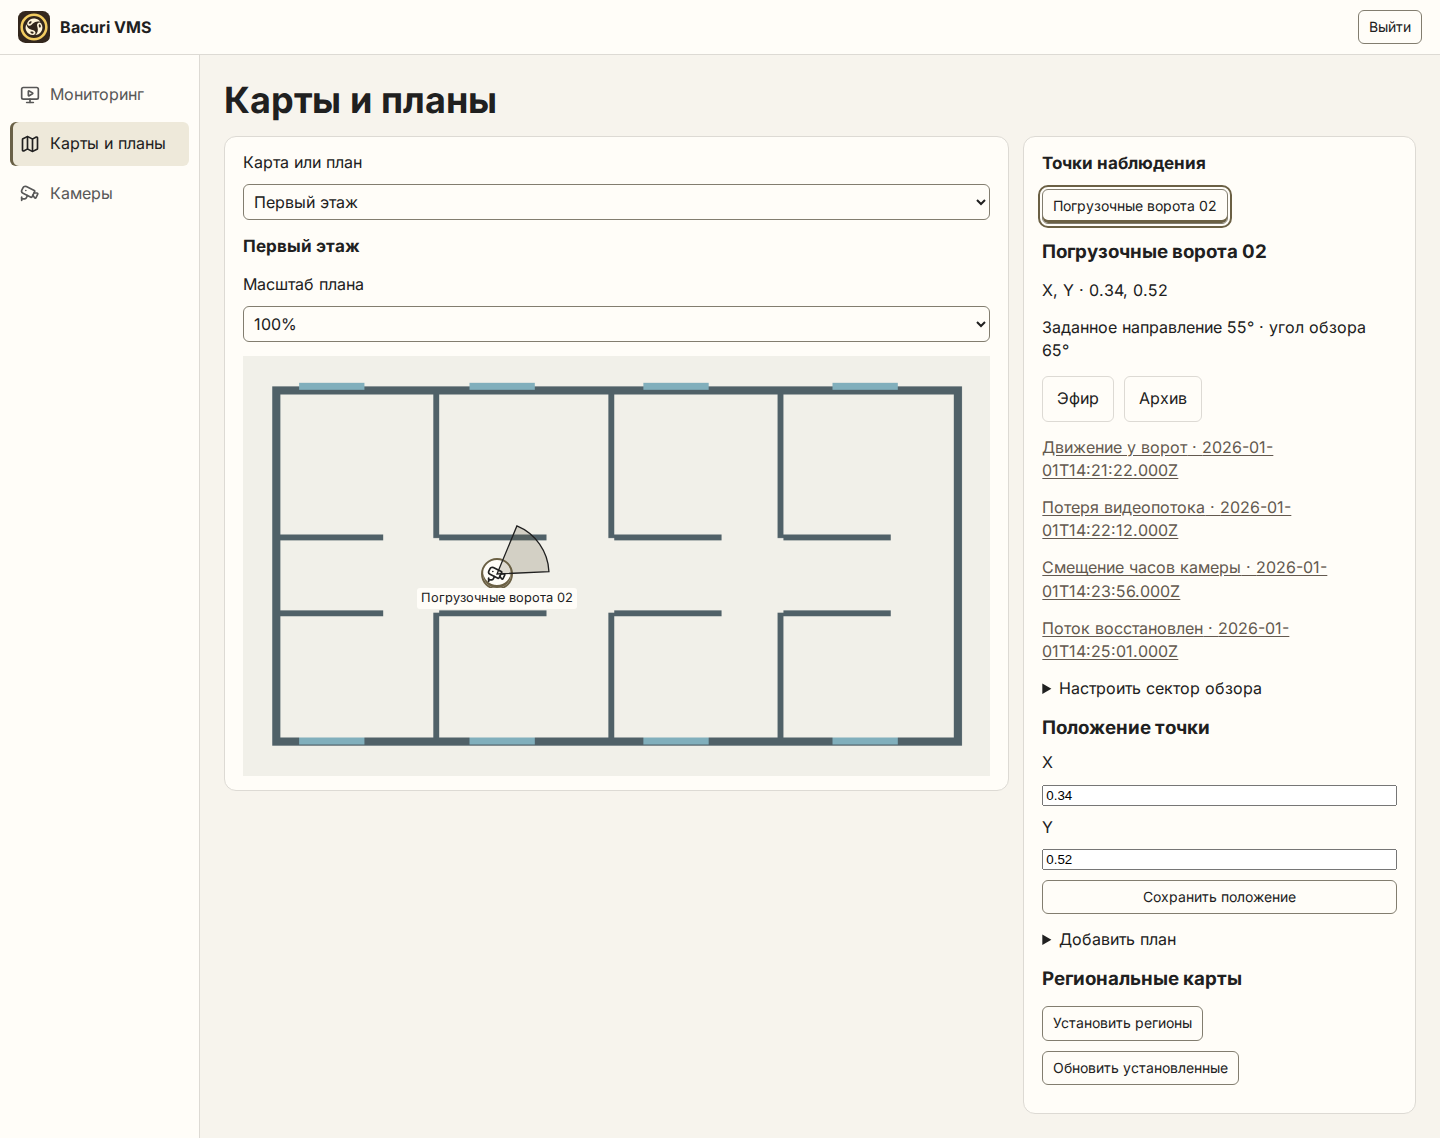 Bacuri VMS
Выйти
Мониторинг
Карты и планы
Камеры
Карты и планы
Карта или план
Первый этаж
Первый этаж
Масштаб плана
100%
Погрузочные ворота 02
Точки наблюдения
Погрузочные ворота 02
Погрузочные ворота 02
X, Y · 0.34, 0.52
Заданное направление 55° · угол обзора
65°
Эфир
Архив
Движение у ворот · 2026-01-
01T14:21:22.000Z
Потеря видеопотока · 2026-01-
01T14:22:12.000Z
Смещение часов камеры · 2026-01-
01T14:23:56.000Z
Поток восстановлен · 2026-01-
01T14:25:01.000Z
Настроить сектор обзора
Положение точки
X
0.34
Y
0.52
Сохранить положение
Добавить план
Региональные карты
Установить регионы
Обновить установленные